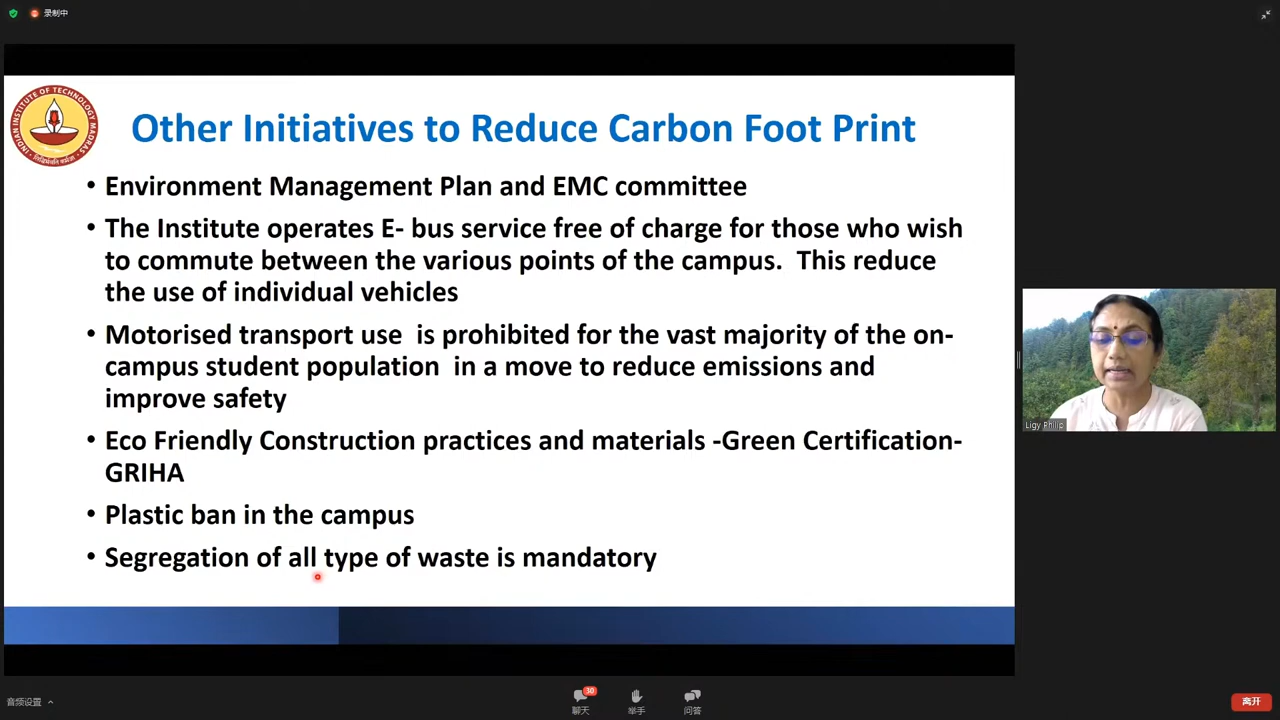 录制中
INDIAN INSTITUTE OF TECHNOLOGY MADRAS
Other Initiatives to Reduce Carbon Foot Print
• Environment Management Plan and EMC committee
• The Institute operates E- bus service free of charge for those who wish
to commute between the various points of the campus.  This reduce
the use of individual vehicles
• Motorised transport use  is prohibited for the vast majority of the on-
campus student population  in a move to reduce emissions and
improve safety
• Eco Friendly Construction practices and materials -Green Certification-
GRIHA
• Plastic ban in the campus
• Segregation of all type of waste is mandatory
Ligy Philip
音频设置
30
聊天
举手
问答
离开